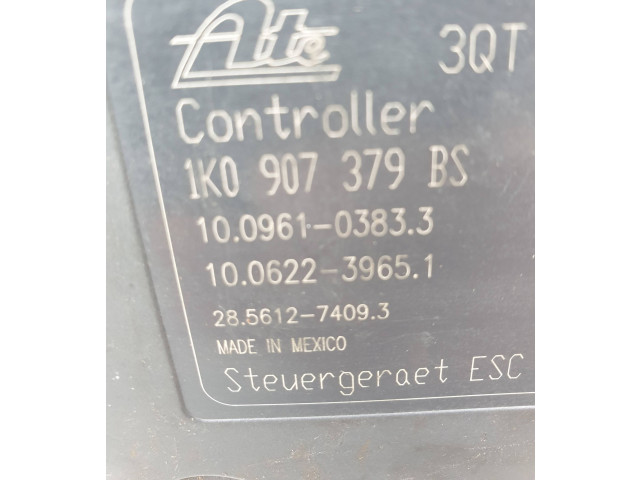 Ate 3QT
Controller
1K0 907 379 BS
10.0961-0383.3
10.0622-3965.1
28.5612-7409.3
MADE IN MEXICO
Steuergeraet ESC